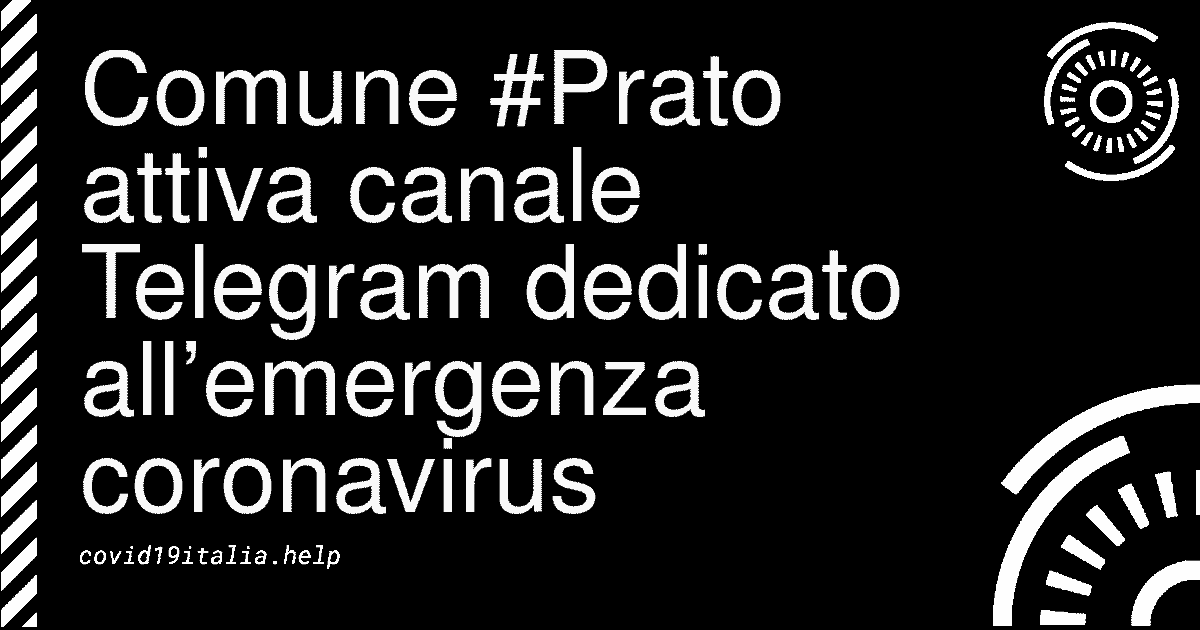 Comune #Prato
attiva canale
Telegram dedicato
all’emergenza
coronavirus
covid19italia.help